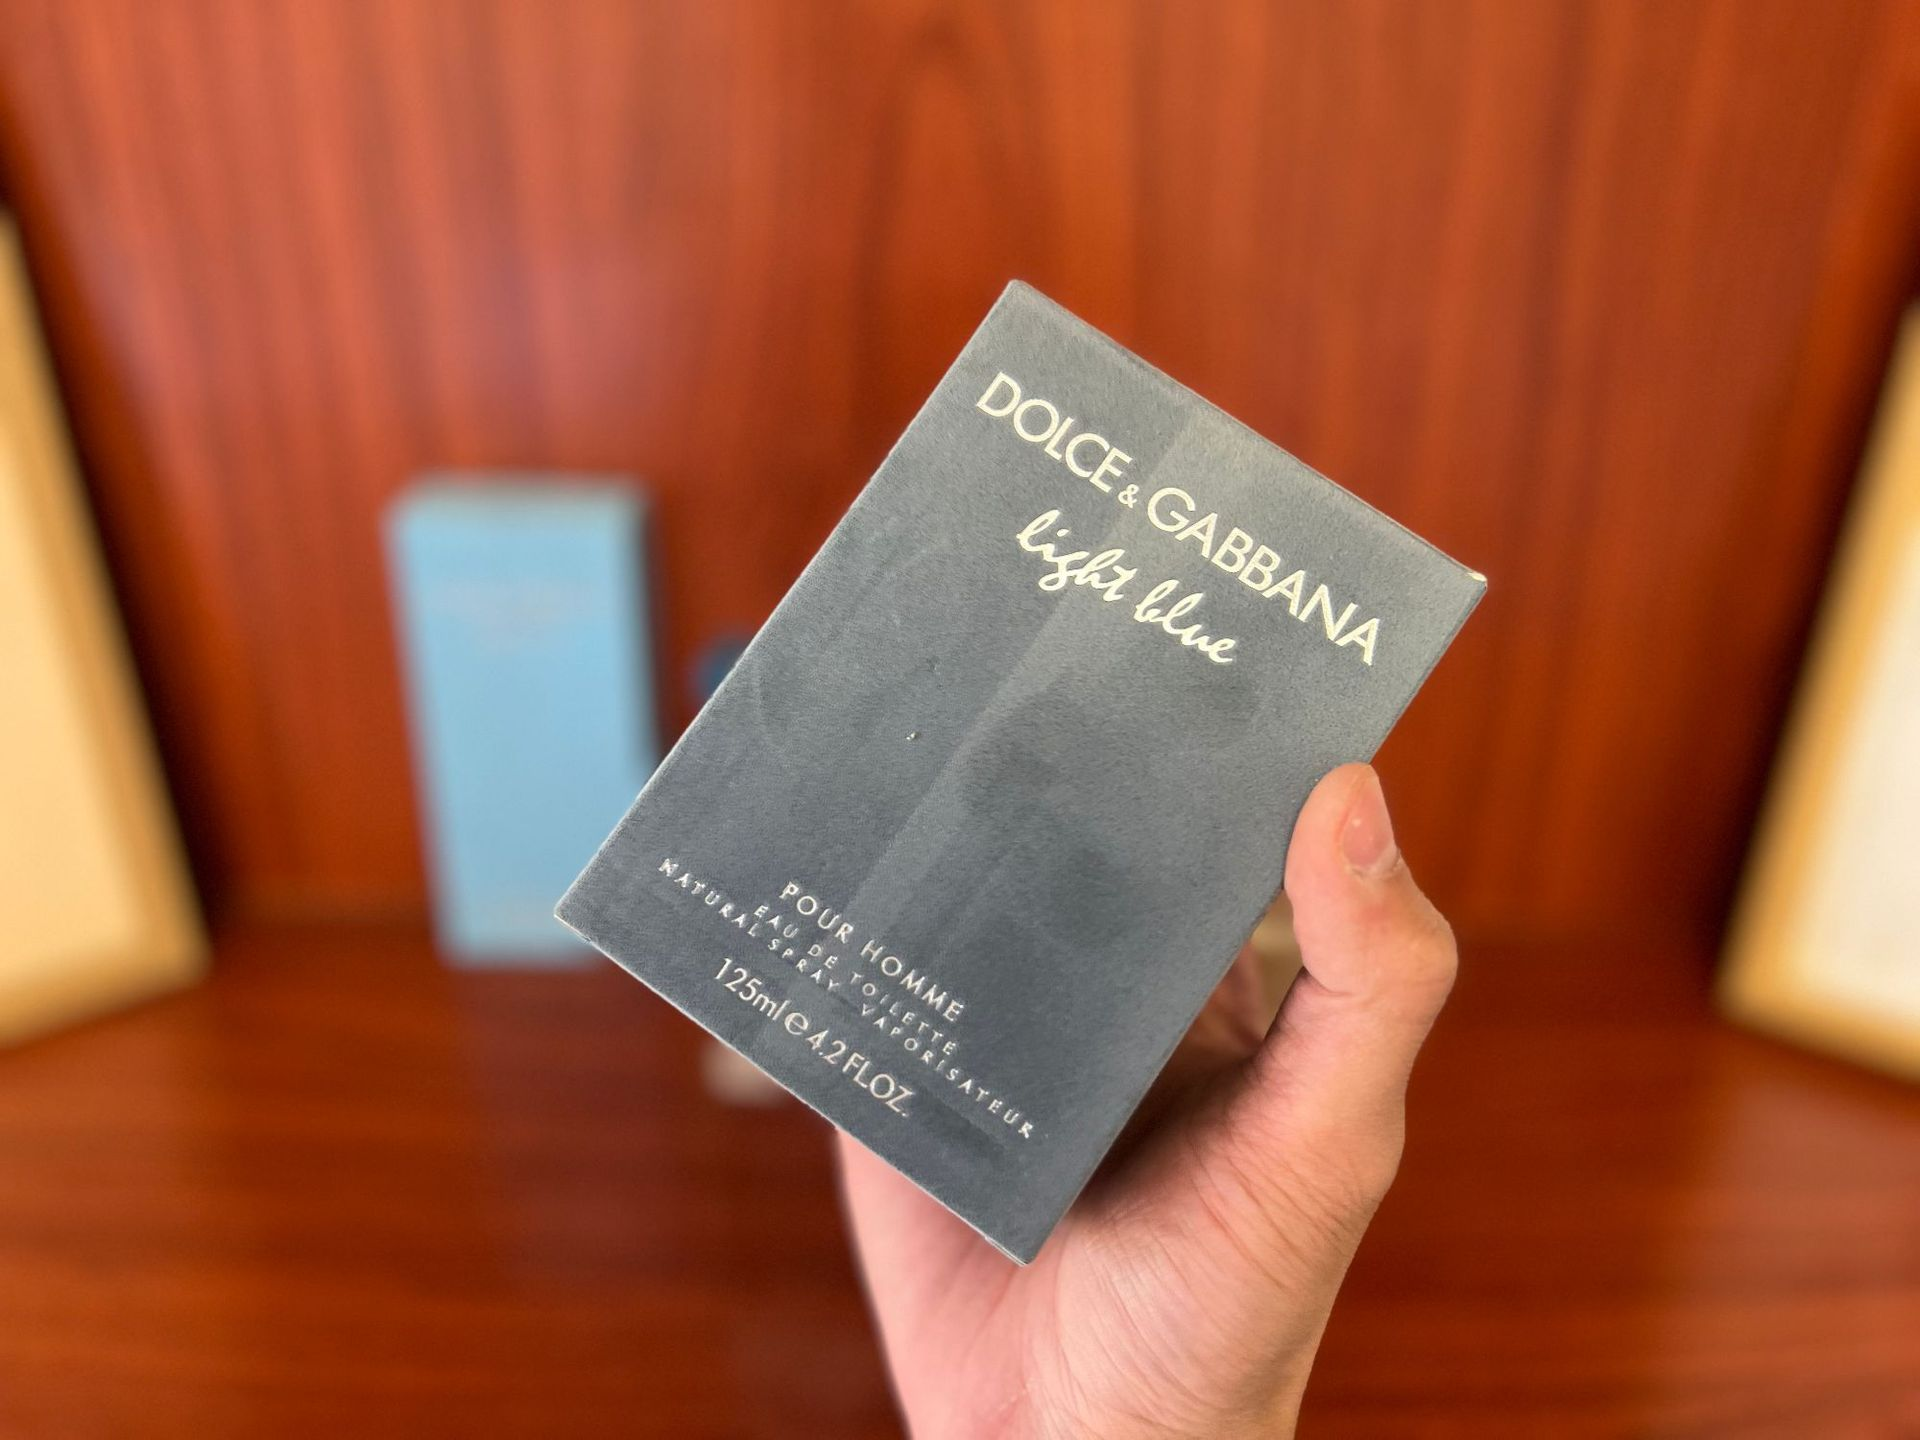 DOLCE & GABBANA
light blue
POUR HOMME
EAU DE TOILETTE
NATURAL SPRAY VAPORISATEUR
125ml e 4.2 FL.OZ.